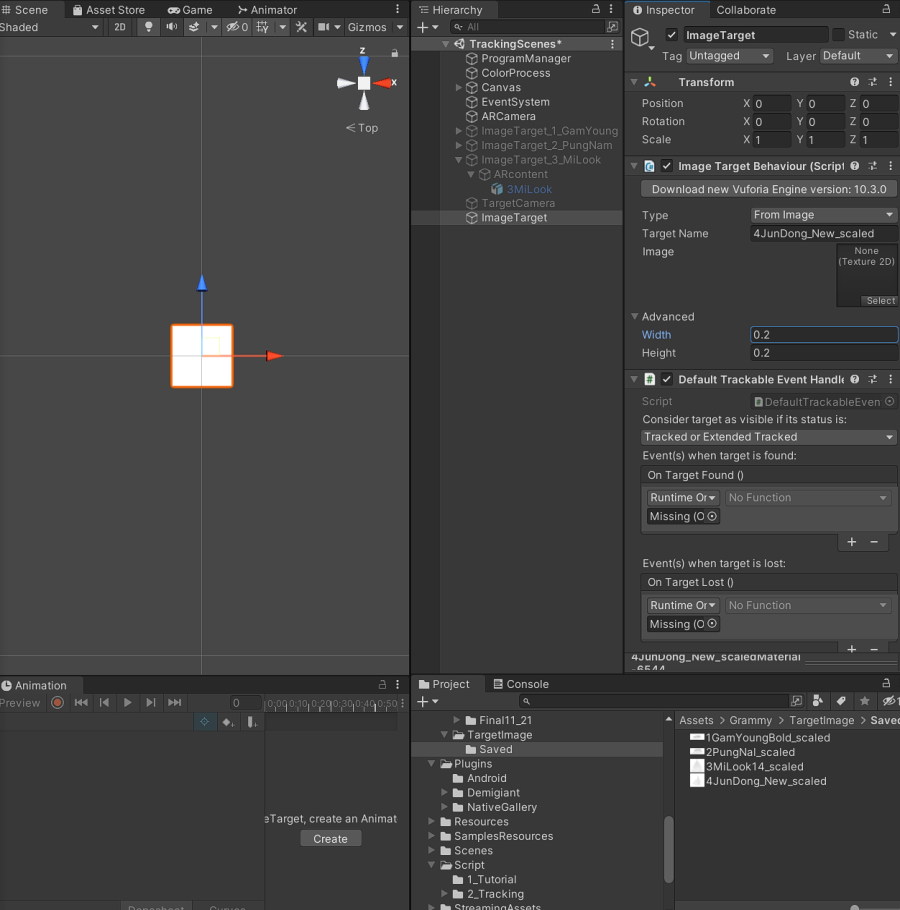 Scene
Asset Store
Game
Animator
Shaded
2D
0
Gizmos
z
x
Top
Hierarchy
All
TrackingScenes*
ProgramManager
ColorProcess
Canvas
EventSystem
ARCamera
ImageTarget_1_GamYoung
ImageTarget_2_PungNam
ImageTarget_3_MiLook
ARcontent
3MiLook
TargetCamera
ImageTarget
Inspector
Collaborate
ImageTarget
Static
Tag Untagged Layer Default
Transform
Position X 0 Y 0 Z 0
Rotation X 0 Y 0 Z 0
Scale X 1 Y 1 Z 1
Image Target Behaviour (Script
Download new Vuforia Engine version: 10.3.0
Type From Image
Target Name 4JunDong_New_scaled
Image
None
(Texture 2D)
Select
Advanced
Width 0.2
Height 0.2
Default Trackable Event Handle
Script DefaultTrackableEven
Consider target as visible if its status is:
Tracked or Extended Tracked
Event(s) when target is found:
On Target Found ()
Runtime Or No Function
Missing (O
+ −
Event(s) when target is lost:
On Target Lost ()
Runtime Or No Function
Missing (O
+ −
4JunDong_New_scaledMaterial
-6544
Animation
Preview
0
0:00 0:10 0:20 0:30 0:40 0:50
eTarget, create an Animat
Create
Dopesheet Curves
Project
Console
1
Final11_21
TargetImage
Saved
Plugins
Android
Demigiant
NativeGallery
Resources
SamplesResources
Scenes
Script
1_Tutorial
2_Tracking
StreamingAssets
Assets > Grammy > TargetImage > Saved
1GamYoungBold_scaled
2PungNal_scaled
3MiLook14_scaled
4JunDong_New_scaled